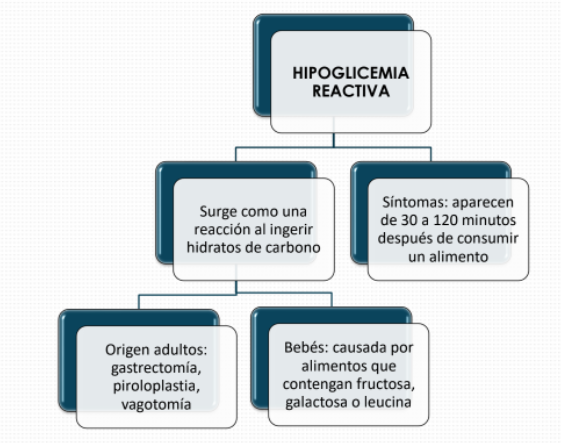 HIPOGLICEMIA
REACTIVA
Surge como una
reacción al ingerir
hidratos de carbono
Síntomas: aparecen
de 30 a 120 minutos
después de consumir
un alimento
Origen adultos:
gastrectomía,
piroloplastia,
vagotomía
Bebés: causada por
alimentos que
contengan fructosa,
galactosa o leucina